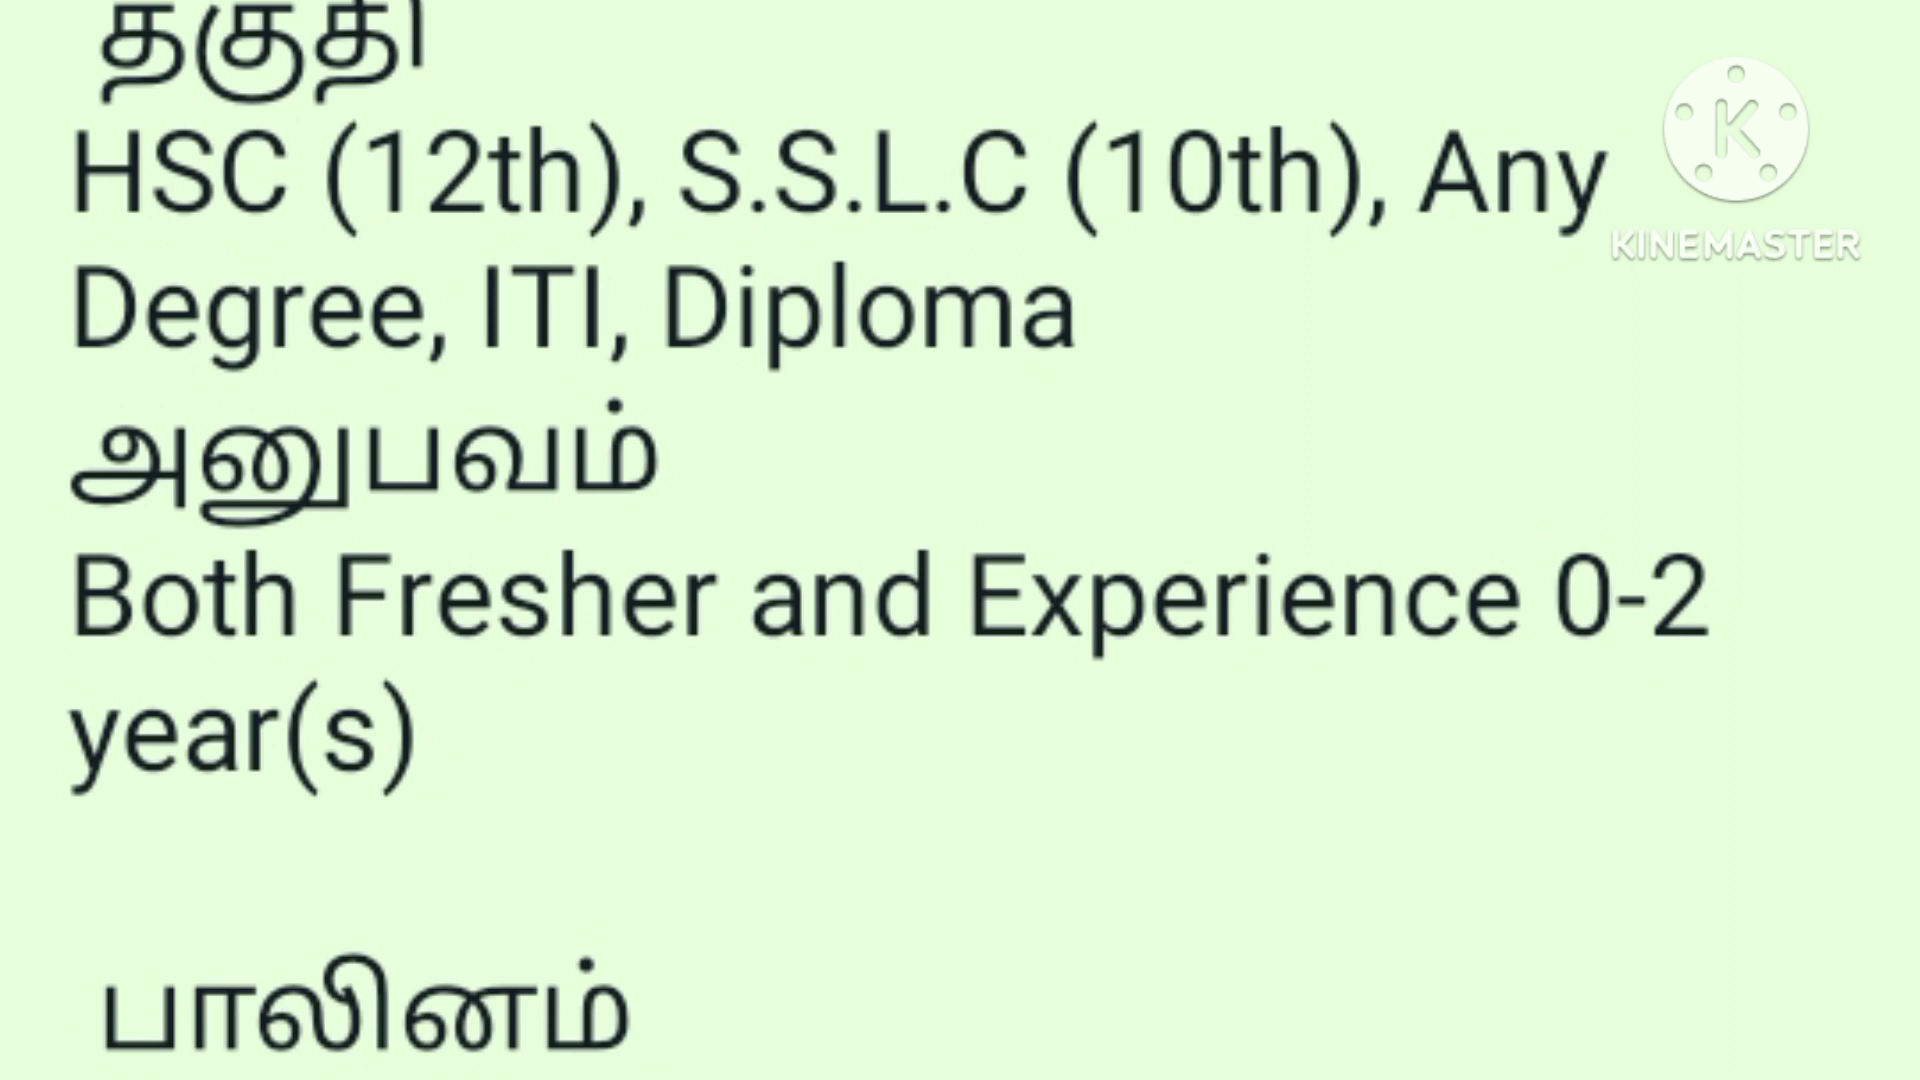 தகுதி
HSC (12th), S.S.L.C (10th), Any
Degree, ITI, Diploma
அனுபவம்
Both Fresher and Experience 0-2
year(s)
பாலினம்
K
KINEMASTER